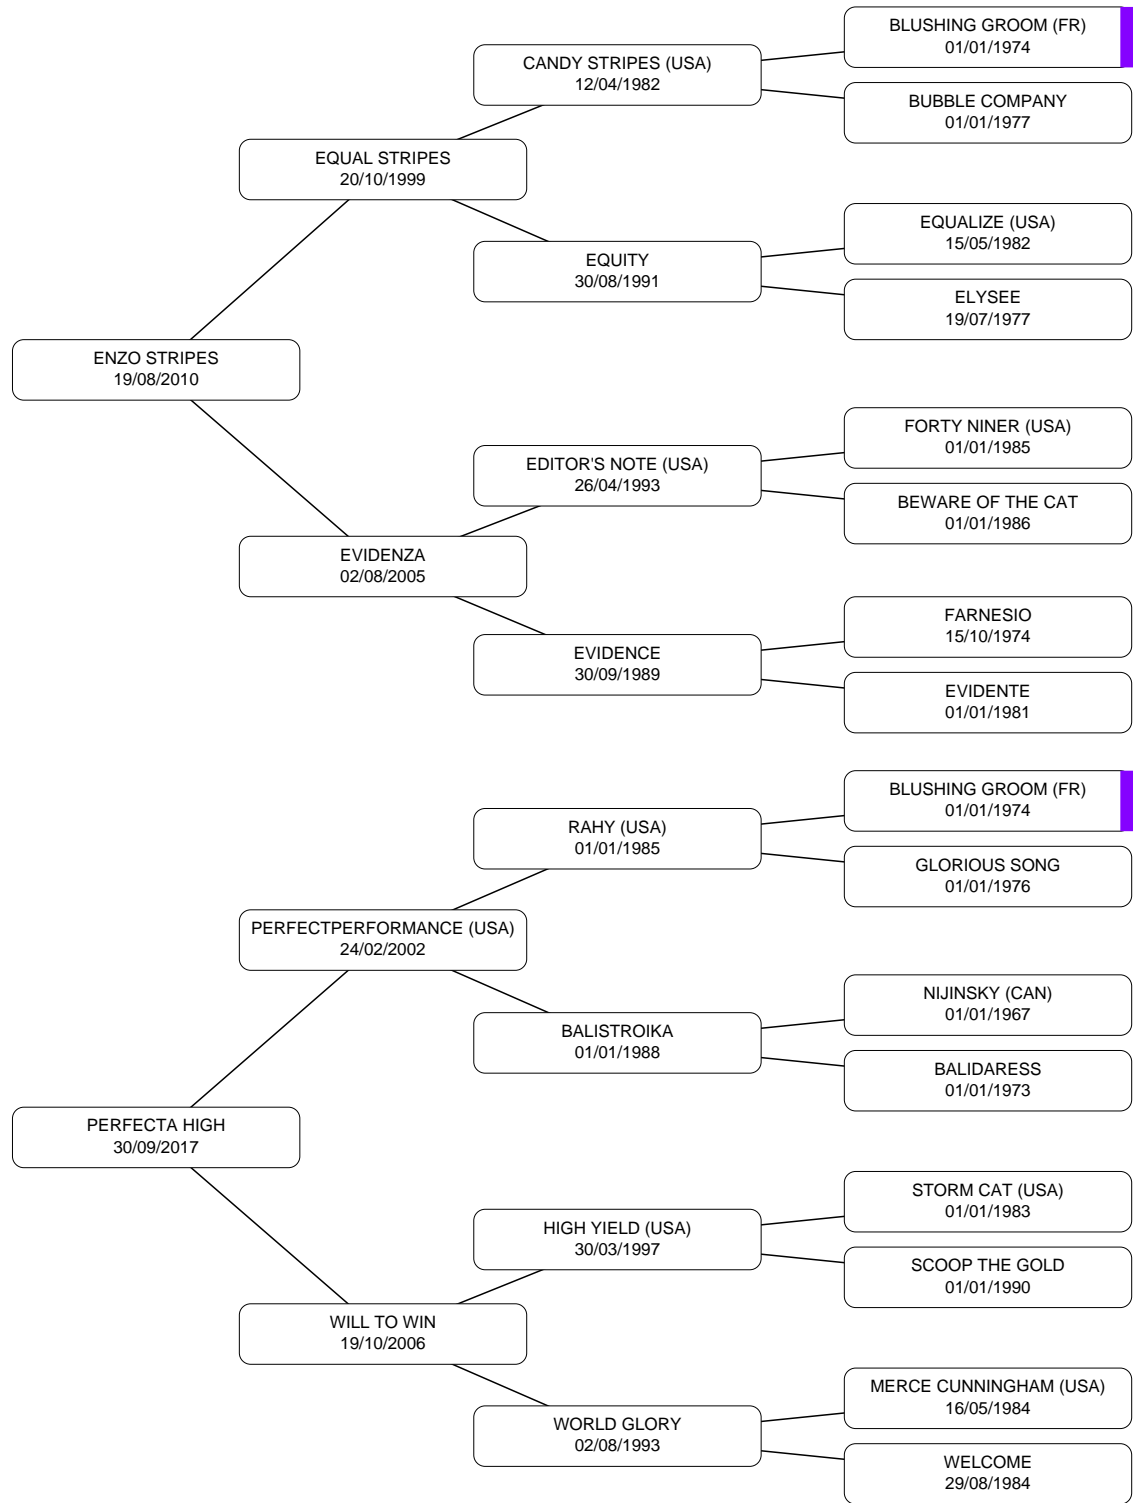 BLUSHING GROOM (FR)
01/01/1974
CANDY STRIPES (USA)
12/04/1982
BUBBLE COMPANY
01/01/1977
EQUAL STRIPES
20/10/1999
EQUALIZE (USA)
15/05/1982
EQUITY
30/08/1991
ELYSEE
19/07/1977
ENZO STRIPES
19/08/2010
FORTY NINER (USA)
01/01/1985
EDITOR'S NOTE (USA)
26/04/1993
BEWARE OF THE CAT
01/01/1986
EVIDENZA
02/08/2005
FARNESIO
15/10/1974
EVIDENCE
30/09/1989
EVIDENTE
01/01/1981
BLUSHING GROOM (FR)
01/01/1974
RAHY (USA)
01/01/1985
GLORIOUS SONG
01/01/1976
PERFECTPERFORMANCE (USA)
24/02/2002
NIJINSKY (CAN)
01/01/1967
BALISTROIKA
01/01/1988
BALIDARESS
01/01/1973
PERFECTA HIGH
30/09/2017
STORM CAT (USA)
01/01/1983
HIGH YIELD (USA)
30/03/1997
SCOOP THE GOLD
01/01/1990
WILL TO WIN
19/10/2006
MERCE CUNNINGHAM (USA)
16/05/1984
WORLD GLORY
02/08/1993
WELCOME
29/08/1984